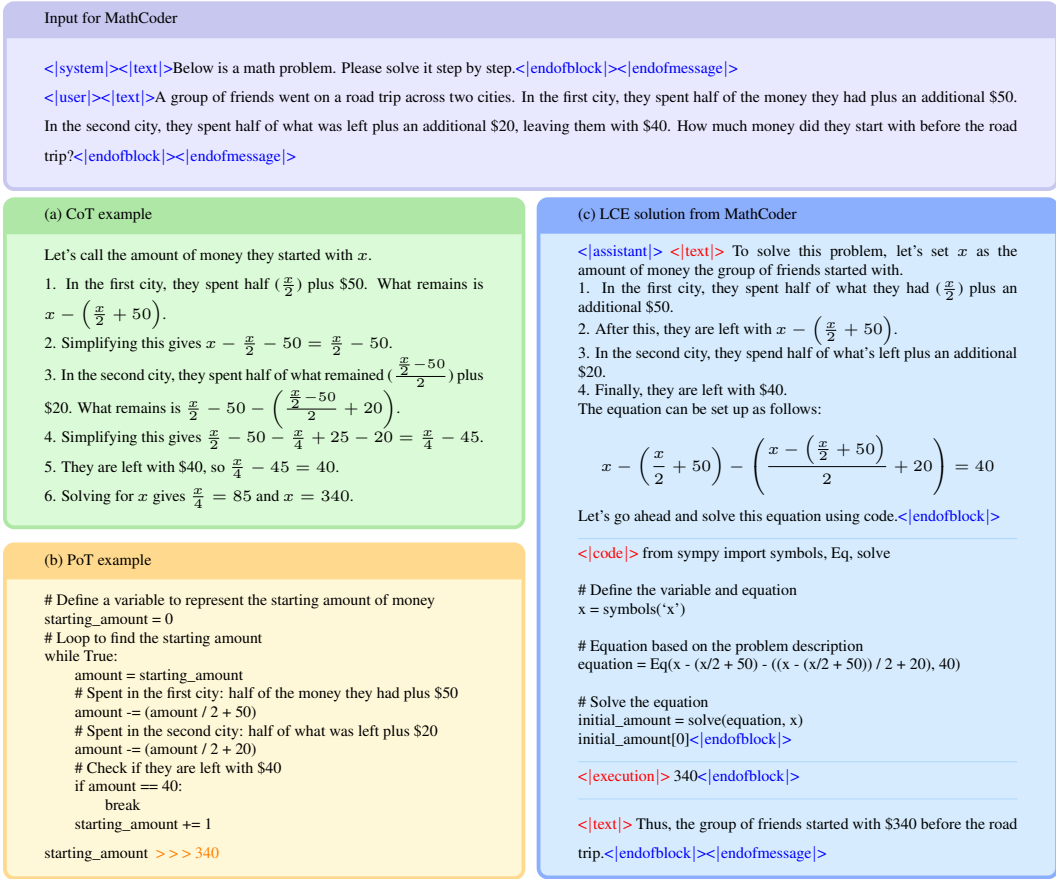 Input for MathCoder
<|system|><|text|>Below is a math problem. Please solve it step by step.<|endofblock|><|endofmessage|>
<|user|><|text|>A group of friends went on a road trip across two cities. In the first city, they spent half of the money they had plus an additional $50.
In the second city, they spent half of what was left plus an additional $20, leaving them with $40. How much money did they start with before the road
trip?<|endofblock|><|endofmessage|>
(a) CoT example
Let's call the amount of money they started with x.
1. In the first city, they spent half (x/2) plus $50. What remains is
x − (x/2 + 50).
2. Simplifying this gives x − x/2 − 50 = x/2 − 50.
3. In the second city, they spent half of what remained ((x/2 − 50)/2) plus
$20. What remains is x/2 − 50 − ((x/2 − 50)/2 + 20).
4. Simplifying this gives x/2 − 50 − x/4 + 25 − 20 = x/4 − 45.
5. They are left with $40, so x/4 − 45 = 40.
6. Solving for x gives x/4 = 85 and x = 340.
(b) PoT example
# Define a variable to represent the starting amount of money
starting_amount = 0
# Loop to find the starting amount
while True:
amount = starting_amount
# Spent in the first city: half of the money they had plus $50
amount -= (amount / 2 + 50)
# Spent in the second city: half of what was left plus $20
amount -= (amount / 2 + 20)
# Check if they are left with $40
if amount == 40:
break
starting_amount += 1
starting_amount >>> 340
(c) LCE solution from MathCoder
<|assistant|> <|text|> To solve this problem, let's set x as the
amount of money the group of friends started with.
1. In the first city, they spent half of what they had (x/2) plus an
additional $50.
2. After this, they are left with x − (x/2 + 50).
3. In the second city, they spend half of what's left plus an additional
$20.
4. Finally, they are left with $40.
The equation can be set up as follows:
x − (x/2 + 50) − ((x − (x/2 + 50))/2 + 20) = 40
Let's go ahead and solve this equation using code.<|endofblock|>
<|code|> from sympy import symbols, Eq, solve
# Define the variable and equation
x = symbols('x')
# Equation based on the problem description
equation = Eq(x - (x/2 + 50) - ((x - (x/2 + 50)) / 2 + 20), 40)
# Solve the equation
initial_amount = solve(equation, x)
initial_amount[0]<|endofblock|>
<|execution|> 340<|endofblock|>
<|text|> Thus, the group of friends started with $340 before the road
trip.<|endofblock|><|endofmessage|>